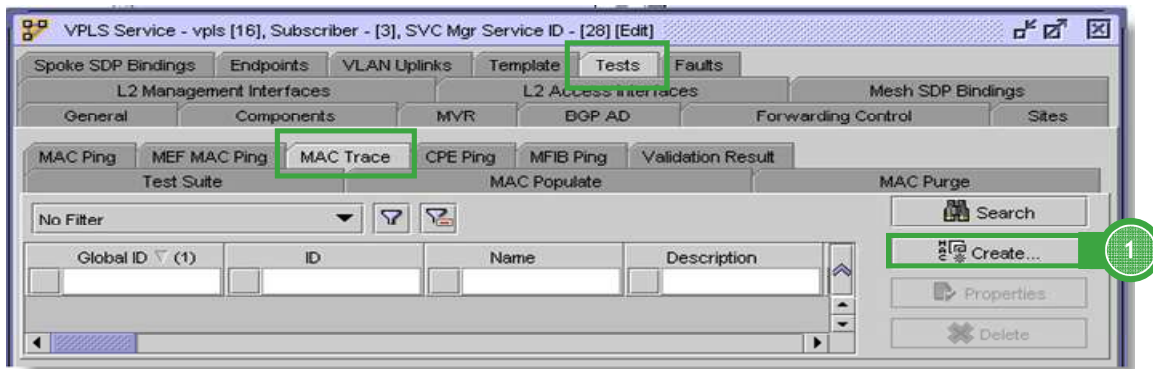 VPLS Service - vpls [16], Subscriber - [3], SVC Mgr Service ID - [28] [Edit]
Spoke SDP Bindings Endpoints VLAN Uplinks Template Tests Faults
L2 Management Interfaces L2 Access Interfaces Mesh SDP Bindings
General Components MVR BGP AD Forwarding Control Sites
MAC Ping MEF MAC Ping MAC Trace CPE Ping MFIB Ping Validation Result
Test Suite MAC Populate MAC Purge
No Filter Search
Global ID (1) ID Name Description Create... 1
Properties
Delete